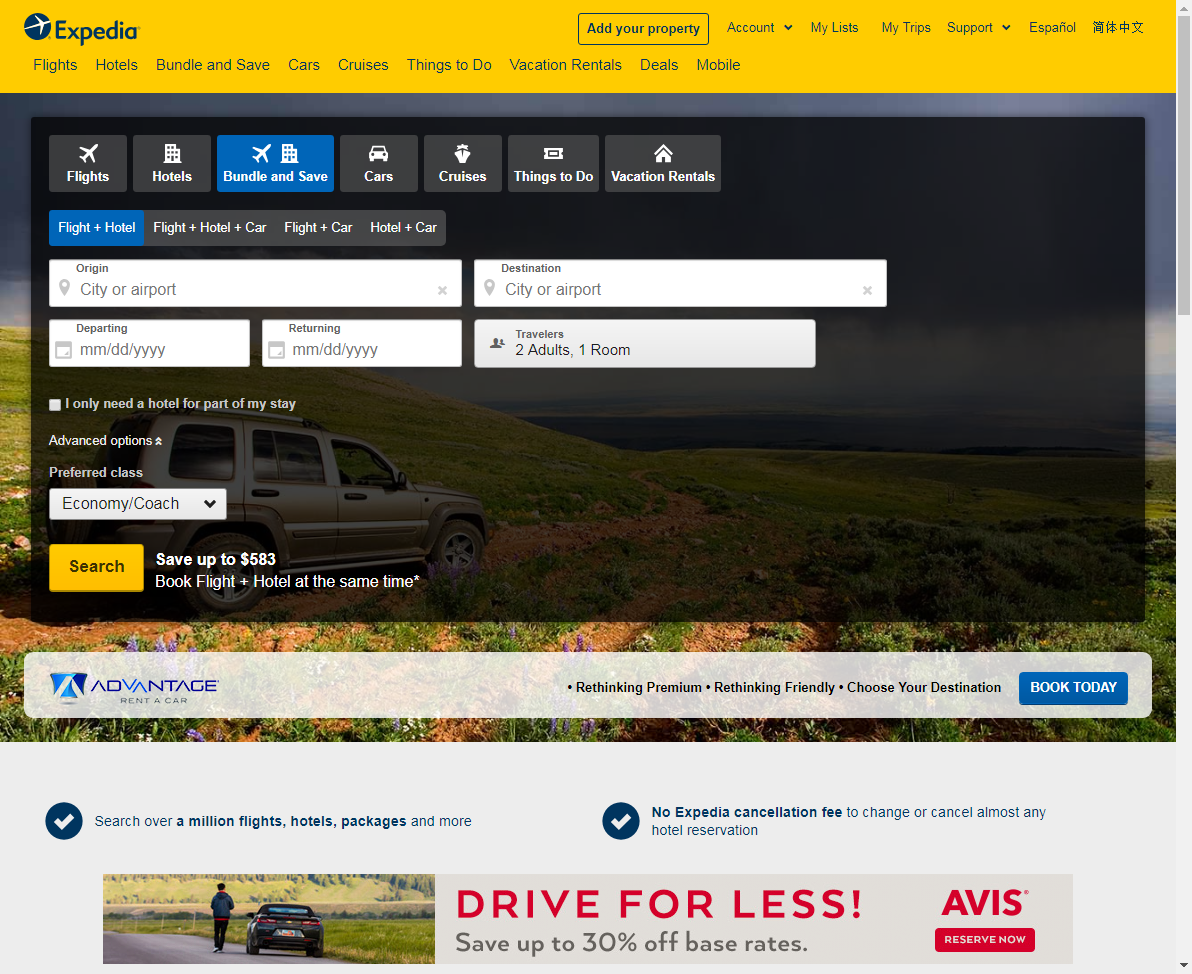 Expedia
Add your property
Account
My Lists
My Trips
Support
Español
简体中文
Flights
Hotels
Bundle and Save
Cars
Cruises
Things to Do
Vacation Rentals
Deals
Mobile
Flights
Hotels
Bundle and Save
Cars
Cruises
Things to Do
Vacation Rentals
Flight + Hotel
Flight + Hotel + Car
Flight + Car
Hotel + Car
Origin
City or airport
Destination
City or airport
Departing
mm/dd/yyyy
Returning
mm/dd/yyyy
Travelers
2 Adults, 1 Room
I only need a hotel for part of my stay
Advanced options
Preferred class
Economy/Coach
Search
Save up to $583
Book Flight + Hotel at the same time*
ADVANTAGE
RENT A CAR
• Rethinking Premium • Rethinking Friendly • Choose Your Destination
BOOK TODAY
Search over a million flights, hotels, packages and more
No Expedia cancellation fee to change or cancel almost any
hotel reservation
DRIVE FOR LESS!
Save up to 30% off base rates.
AVIS®
RESERVE NOW